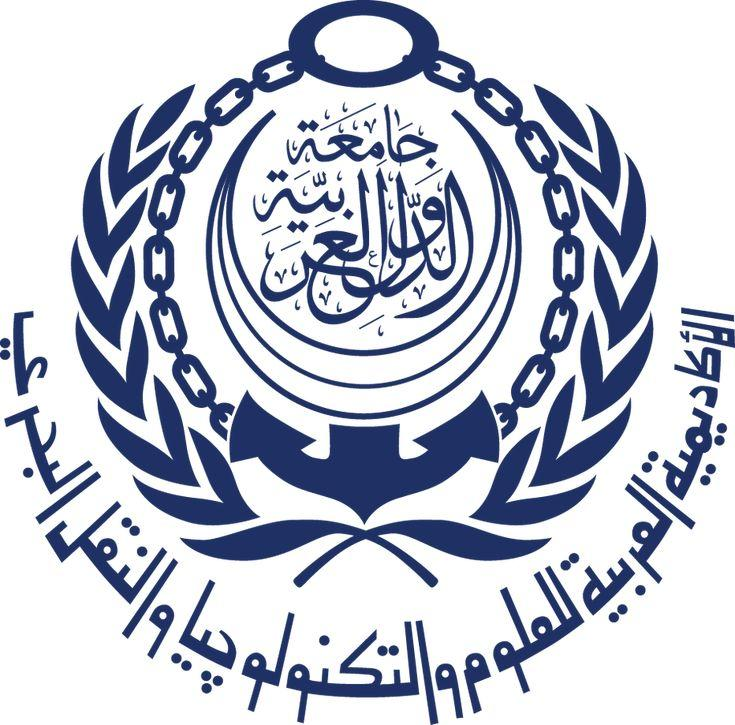 جامعة
الدول العربية
الأكاديمية العربية للعلوم والتكنولوجيا والنقل البحري